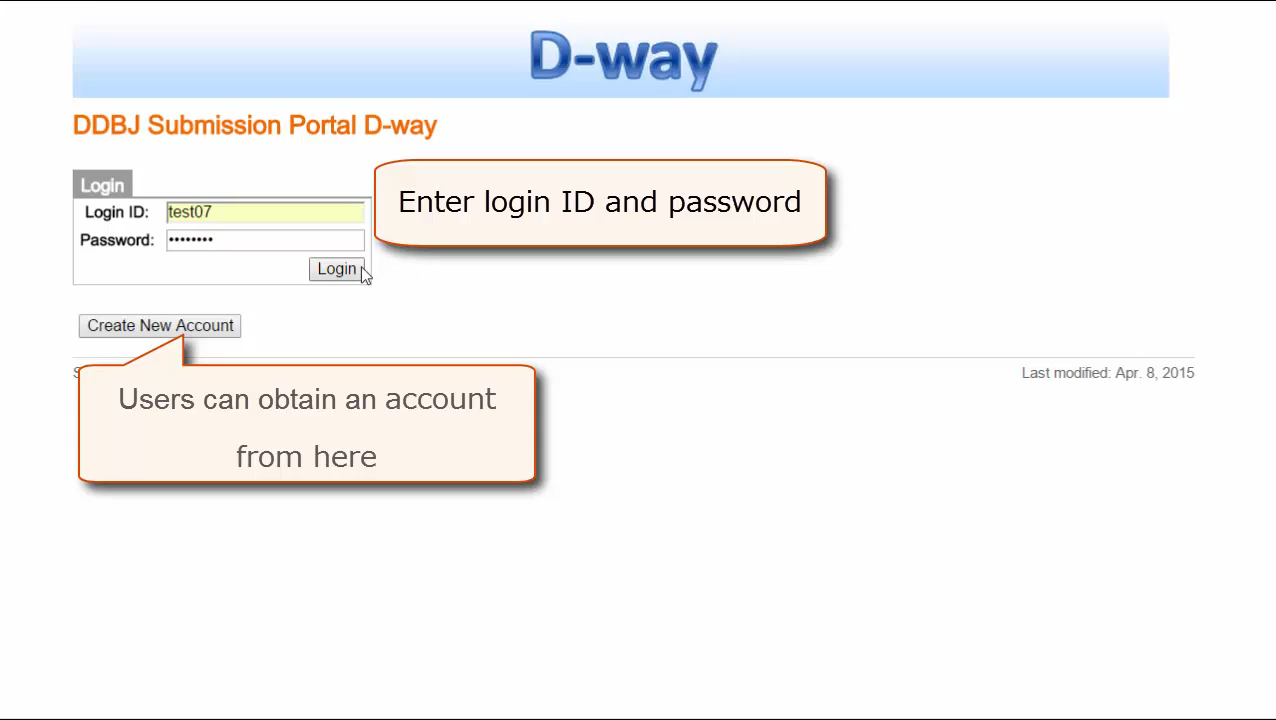 D-way
DDBJ Submission Portal D-way
Login
Login ID: test07
Enter login ID and password
Password: ••••••••
Login
Create New Account
Last modified: Apr. 8, 2015
Users can obtain an account
from here